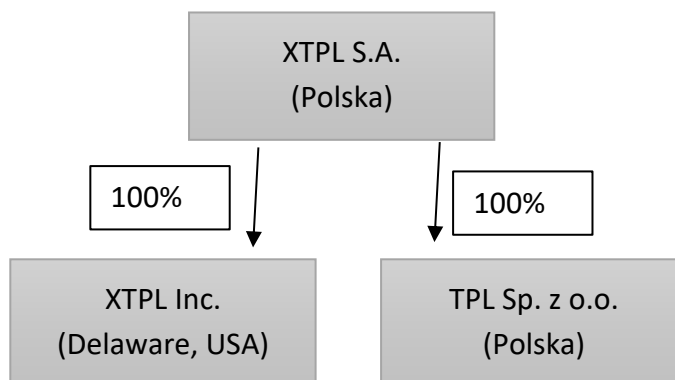 XTPL S.A.
(Polska)
100%
100%
XTPL Inc.
(Delaware, USA)
TPL Sp. z o.o.
(Polska)